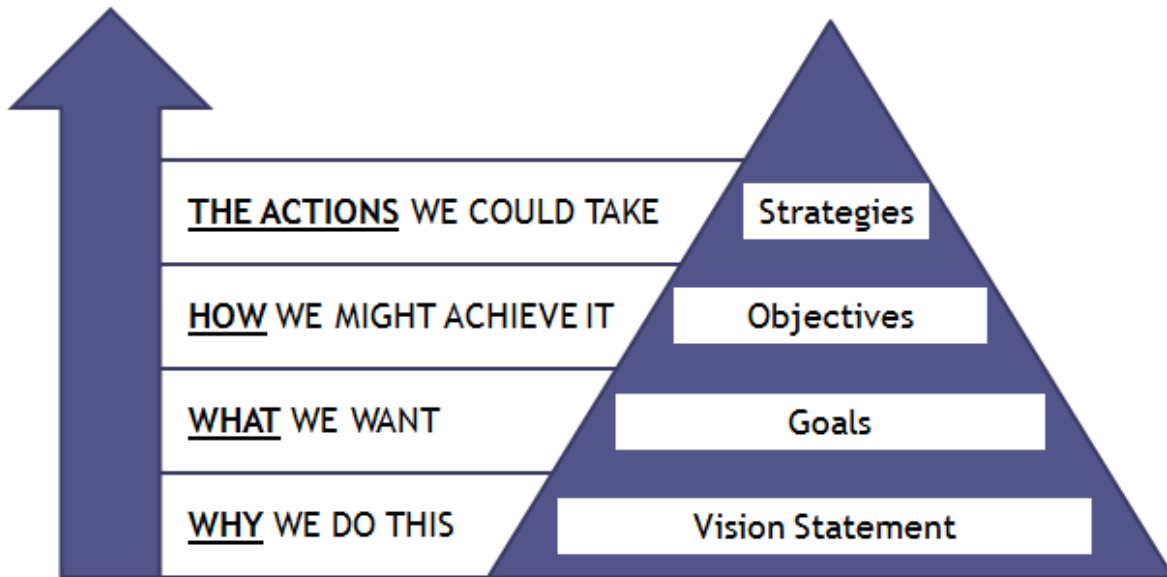 THE ACTIONS WE COULD TAKE
Strategies
HOW WE MIGHT ACHIEVE IT
Objectives
WHAT WE WANT
Goals
WHY WE DO THIS
Vision Statement